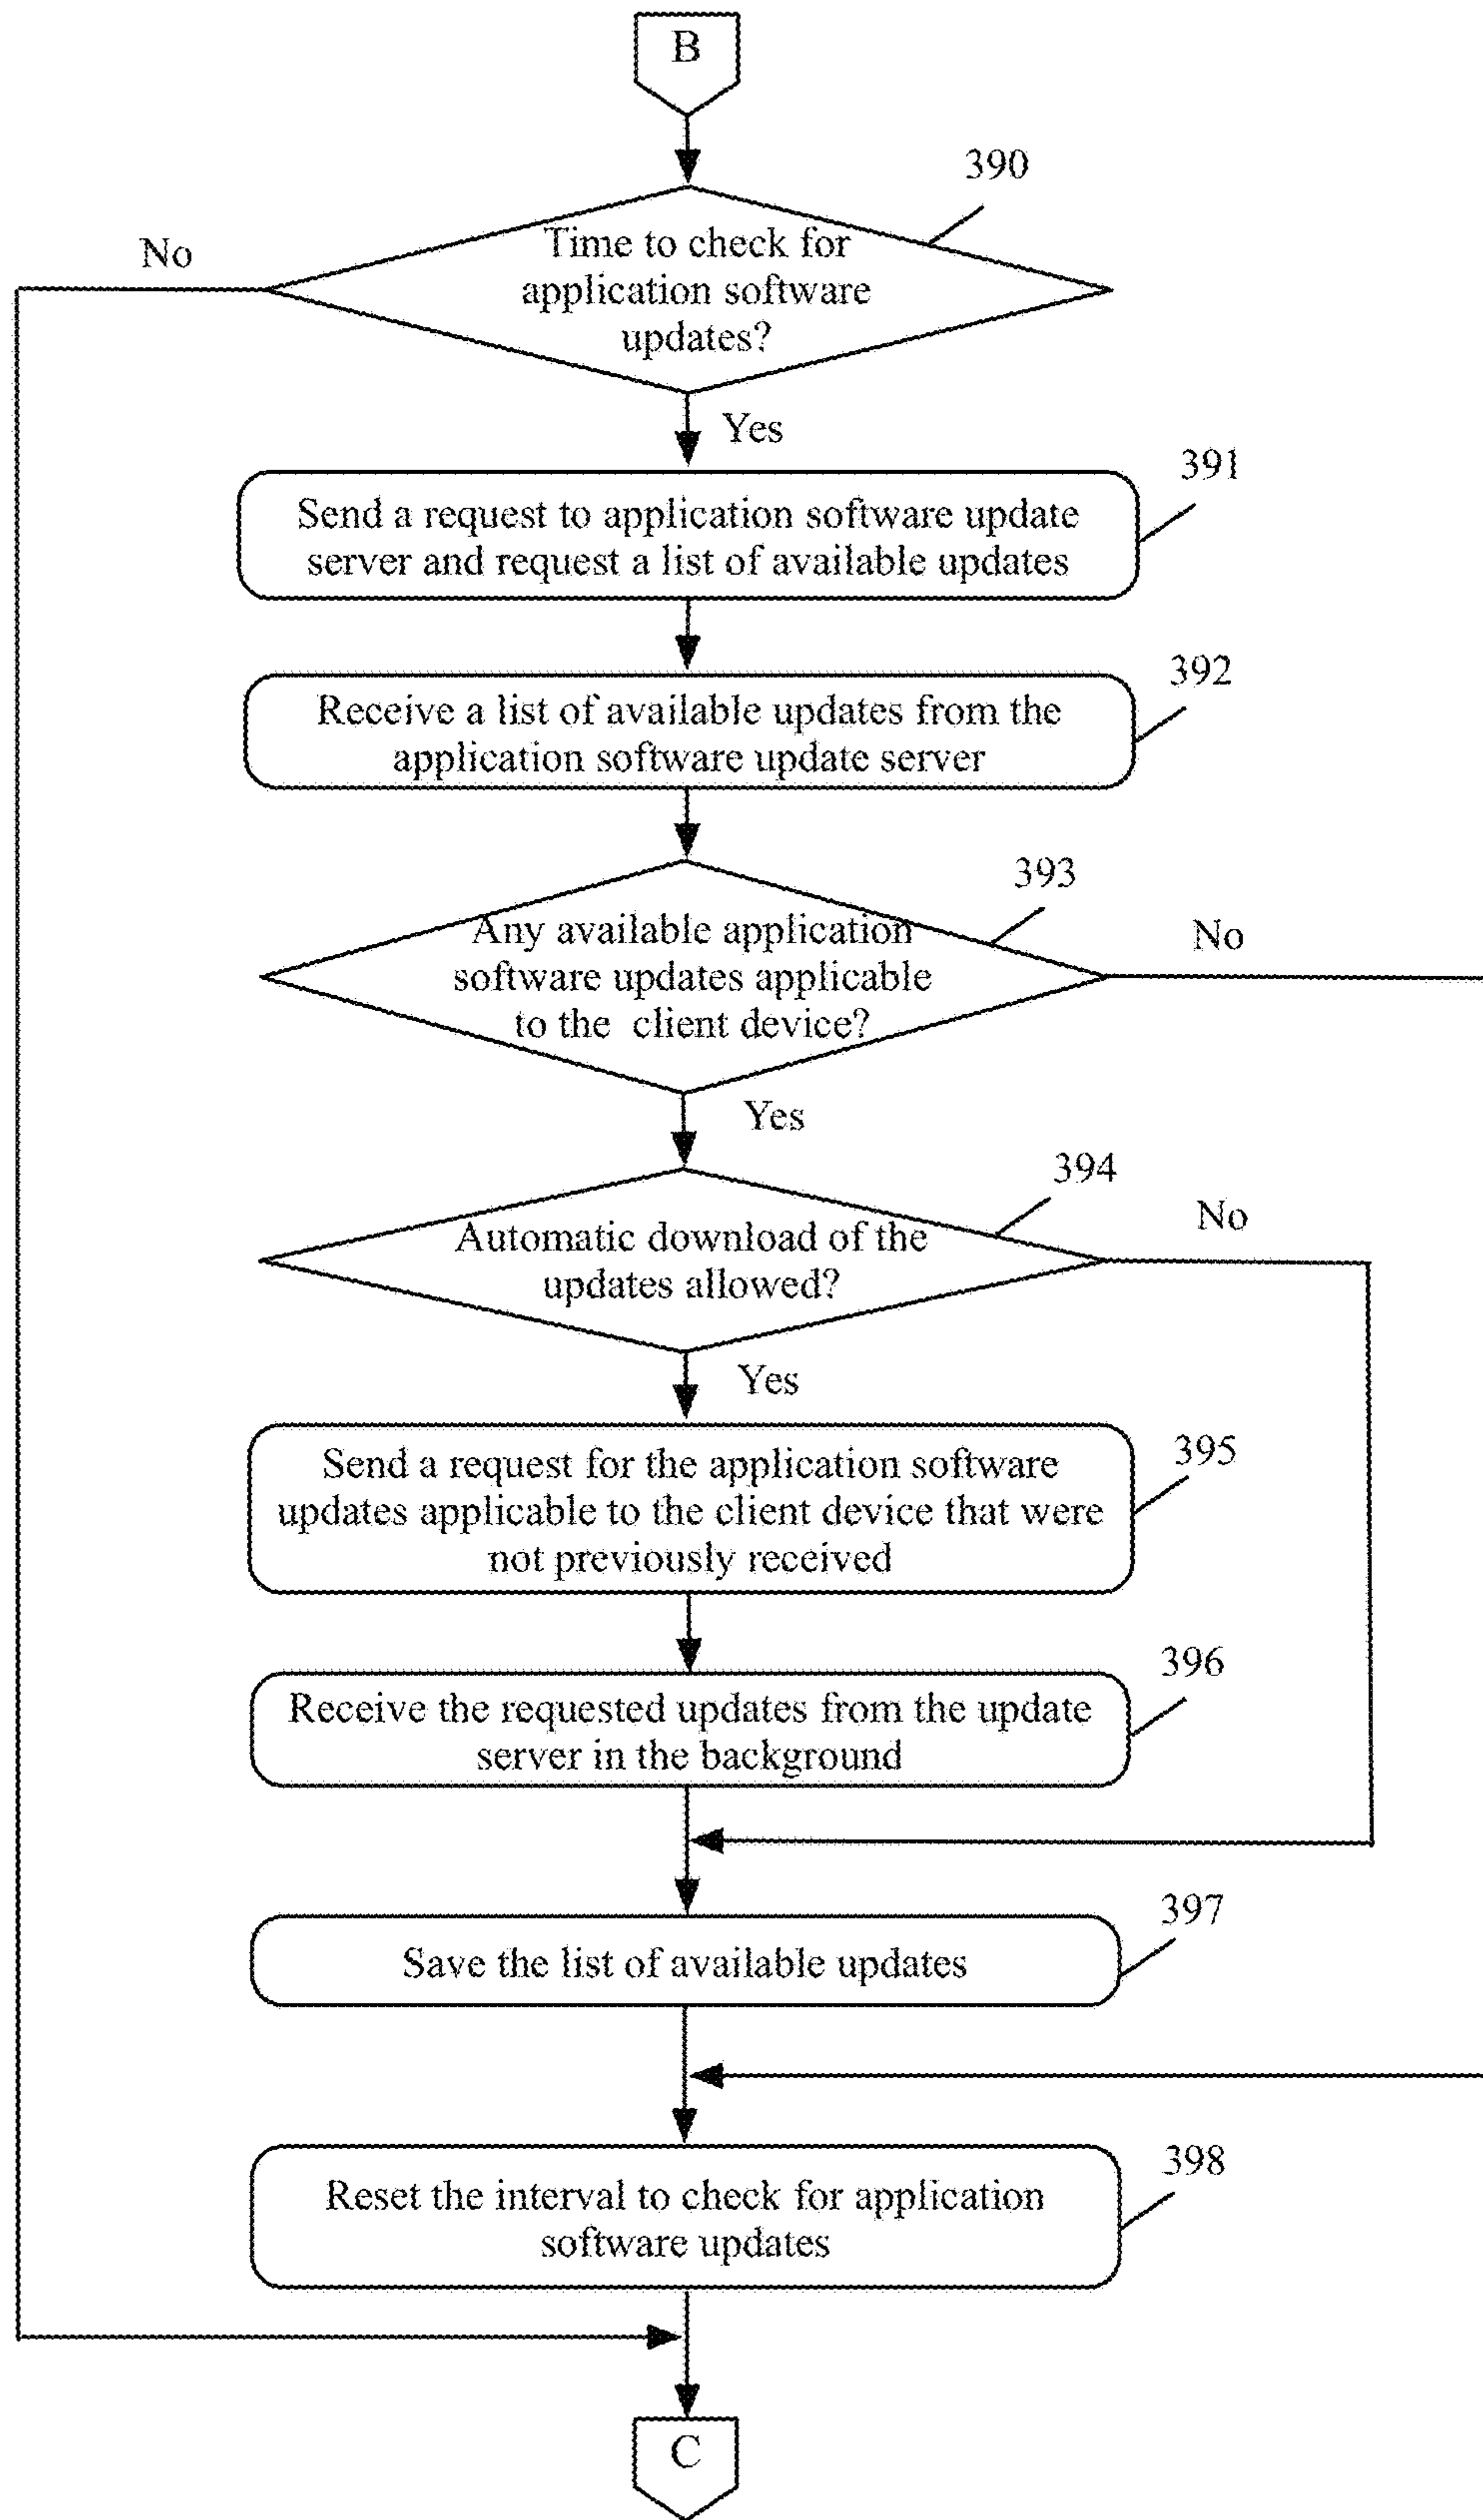 B
390
No
Time to check for
application software
updates?
Yes
391
Send a request to application software update
server and request a list of available updates
392
Receive a list of available updates from the
application software update server
393
Any available application
software updates applicable
to the client device?
No
Yes
394
Automatic download of the
updates allowed?
No
Yes
395
Send a request for the application software
updates applicable to the client device that were
not previously received
396
Receive the requested updates from the update
server in the background
397
Save the list of available updates
398
Reset the interval to check for application
software updates
C